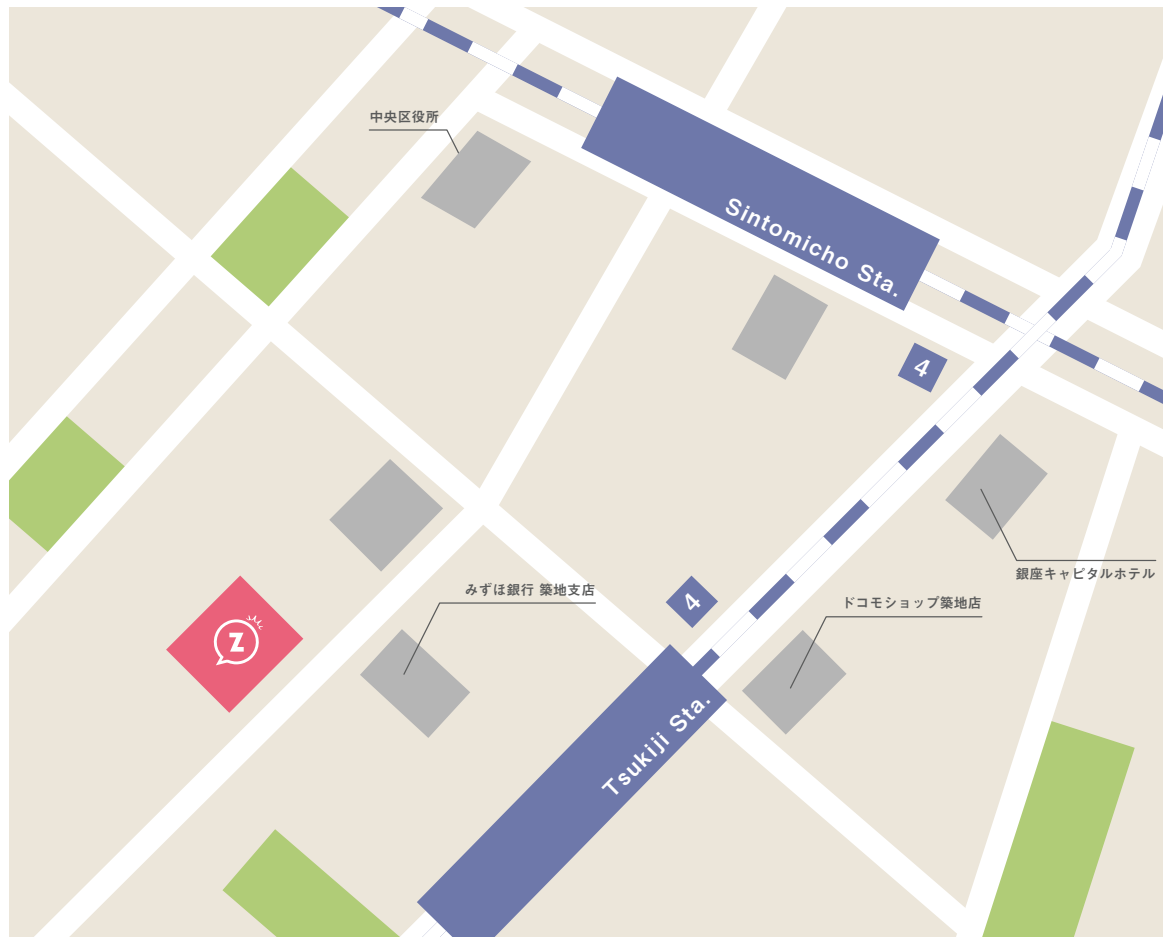 中央区役所
Sintomicho Sta.
4
銀座キャピタルホテル
みずほ銀行 築地支店
4
ドコモショップ築地店
Z
Tsukiji Sta.